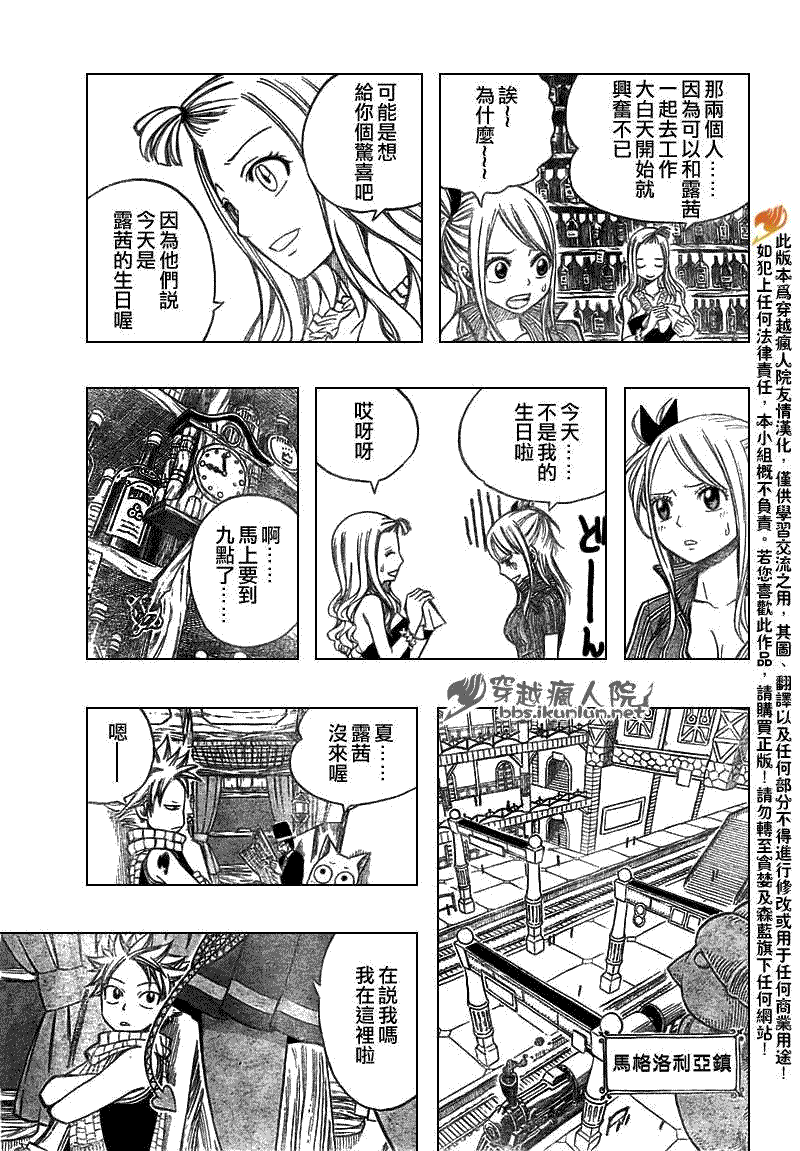 那兩個人……
因為可以和露茜
一起去工作
大白天開始就
興奮不已
誒~
為什麼~~
可能是想
給你個驚喜吧
因為他們說
今天是
露茜的生日喔
今天……
不是我的
生日啦
どーん
哎呀呀
啊……
馬上要到
九點了……
穿越瘋人院
bbs.ikunlun.net
8
馬格洛利亞鎮
夏……
露茜
沒來喔
嗯——
在說我嗎
我在這裡啦
此版本爲穿越瘋人院友情漢化，僅供學習交流之用，其圖、翻譯以及任何部分不得進行修改或用于任何商業用途！
如犯上任何法律責任，本小組概不負責。若您喜歡此作品，請購買正版！請勿轉至貪婪及森藍旗下任何網站！